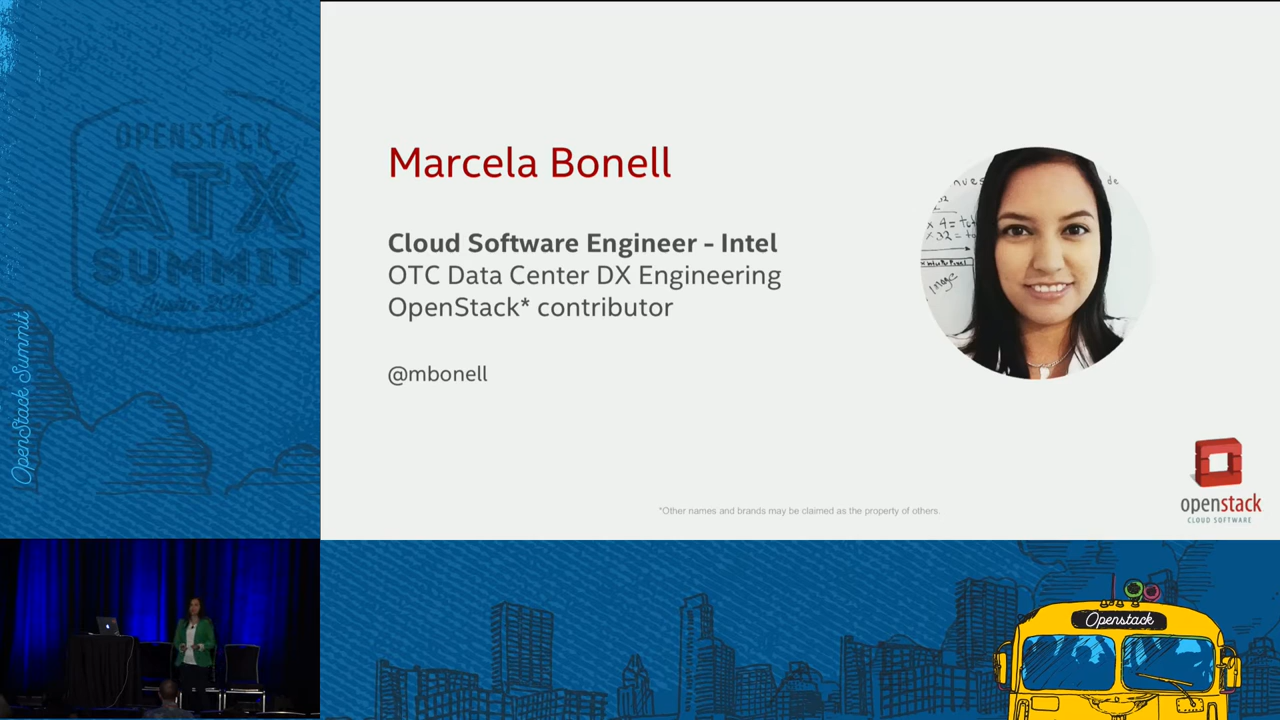 OPENSTACK
ATX
SUMMIT
OpenStack Summit
Marcela Bonell
Cloud Software Engineer - Intel
OTC Data Center DX Engineering
OpenStack* contributor
@mbonell
*Other names and brands may be claimed as the property of others.
openstack
CLOUD SOFTWARE
Openstack